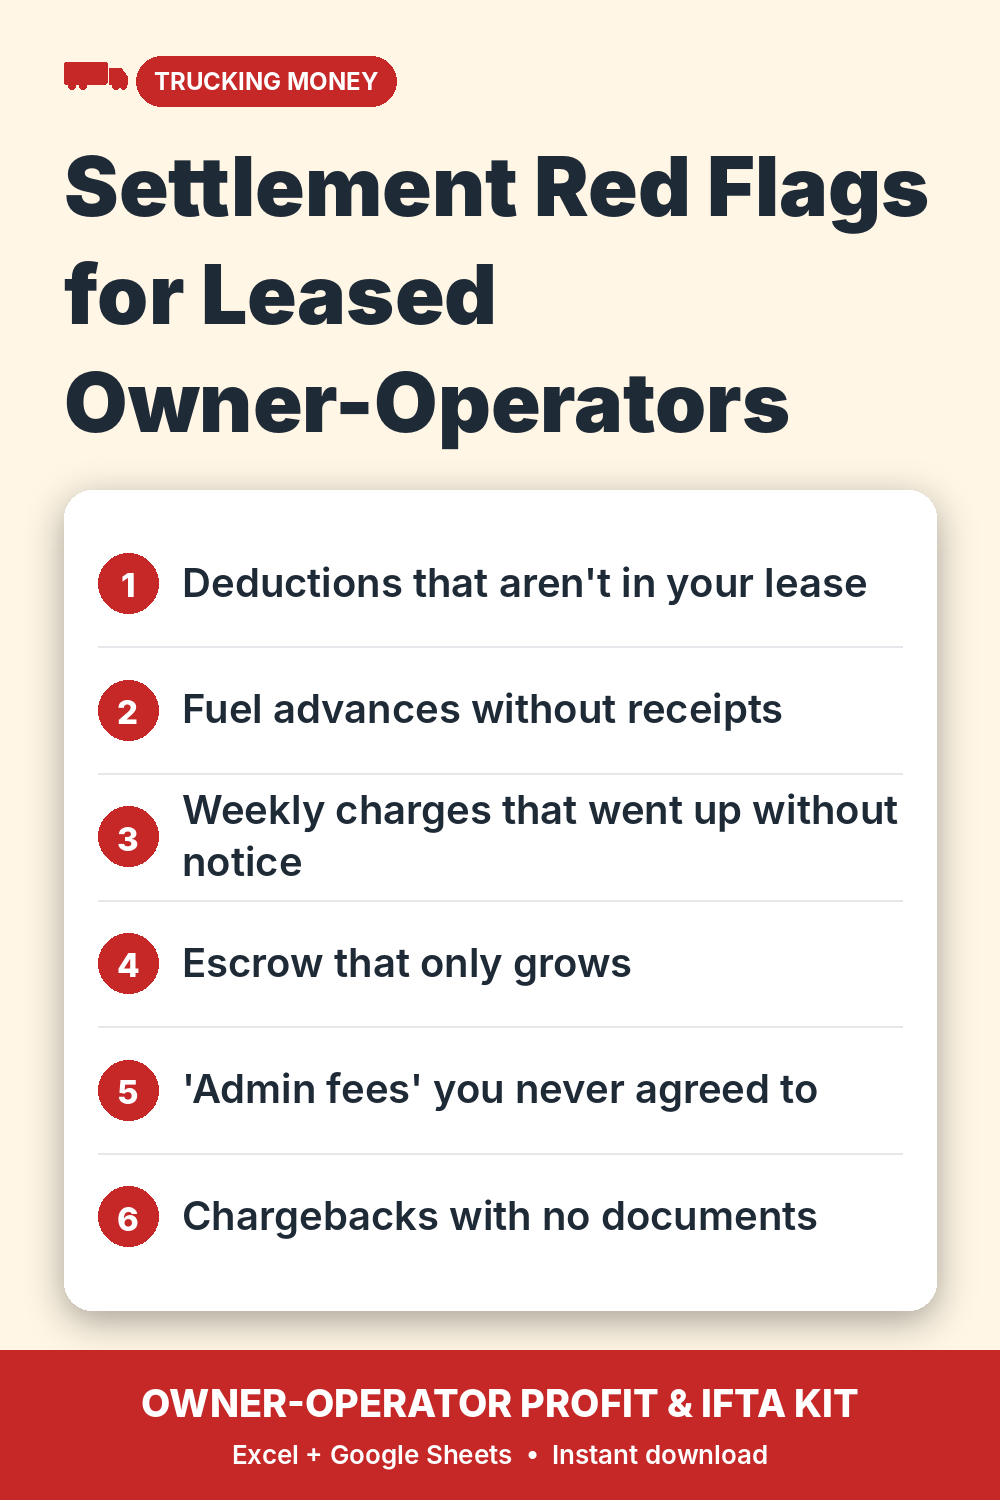 TRUCKING MONEY
Settlement Red Flags
for Leased
Owner-Operators
1 Deductions that aren't in your lease
2 Fuel advances without receipts
3 Weekly charges that went up without
notice
4 Escrow that only grows
5 'Admin fees' you never agreed to
6 Chargebacks with no documents
OWNER-OPERATOR PROFIT & IFTA KIT
Excel + Google Sheets • Instant download